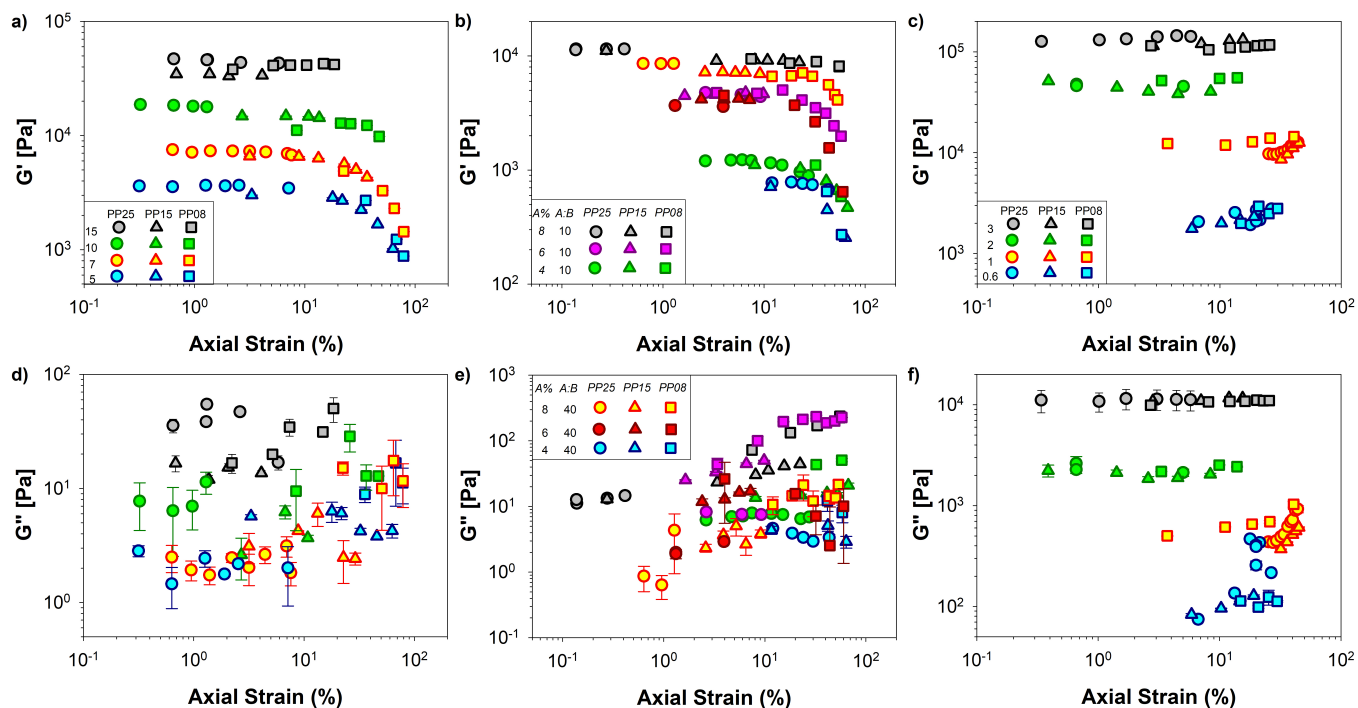 a)
G' [Pa]
10^5
10^4
10^3
PP25 PP15 PP08
15
10
7
5
10^-1 10^0 10^1 10^2
Axial Strain (%)
b)
G' [Pa]
10^4
10^3
10^2
A% A:B PP25 PP15 PP08
8 10
6 10
4 10
10^-1 10^0 10^1 10^2
Axial Strain (%)
c)
G' [Pa]
10^5
10^4
10^3
PP25 PP15 PP08
3
2
1
0.6
10^-1 10^0 10^1 10^2
Axial Strain (%)
d)
G'' [Pa]
10^2
10^1
10^0
10^-1 10^0 10^1 10^2
Axial Strain (%)
e)
G'' [Pa]
10^3
10^2
10^1
10^0
10^-1
A% A:B PP25 PP15 PP08
8 40
6 40
4 40
10^-1 10^0 10^1 10^2
Axial Strain (%)
f)
G'' [Pa]
10^4
10^3
10^2
10^-1 10^0 10^1 10^2
Axial Strain (%)